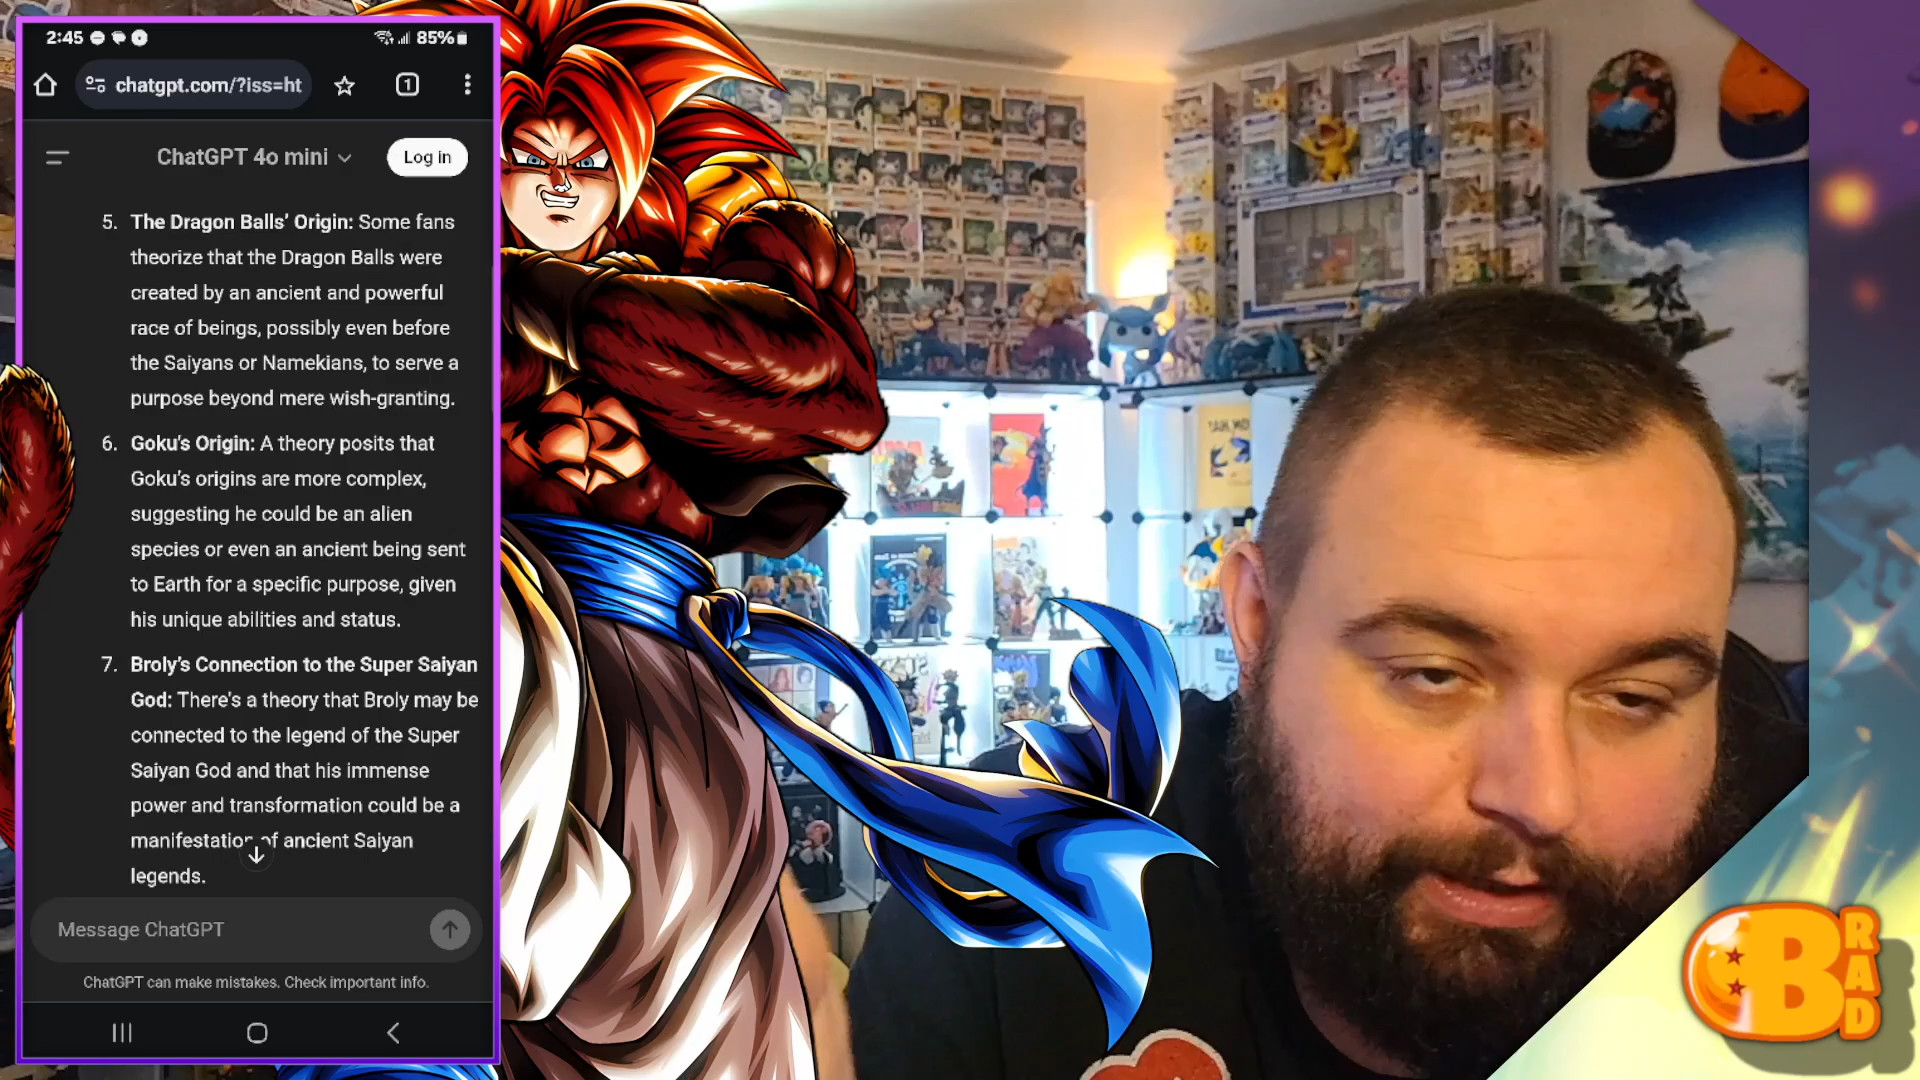 2:45
85%
chatgpt.com/?iss=ht
1
ChatGPT 4o mini
Log in
5. The Dragon Balls' Origin: Some fans
theorize that the Dragon Balls were
created by an ancient and powerful
race of beings, possibly even before
the Saiyans or Namekians, to serve a
purpose beyond mere wish-granting.
6. Goku's Origin: A theory posits that
Goku's origins are more complex,
suggesting he could be an alien
species or even an ancient being sent
to Earth for a specific purpose, given
his unique abilities and status.
7. Broly's Connection to the Super Saiyan
God: There's a theory that Broly may be
connected to the legend of the Super
Saiyan God and that his immense
power and transformation could be a
manifestation of ancient Saiyan
legends.
Message ChatGPT
ChatGPT can make mistakes. Check important info.
BRAD